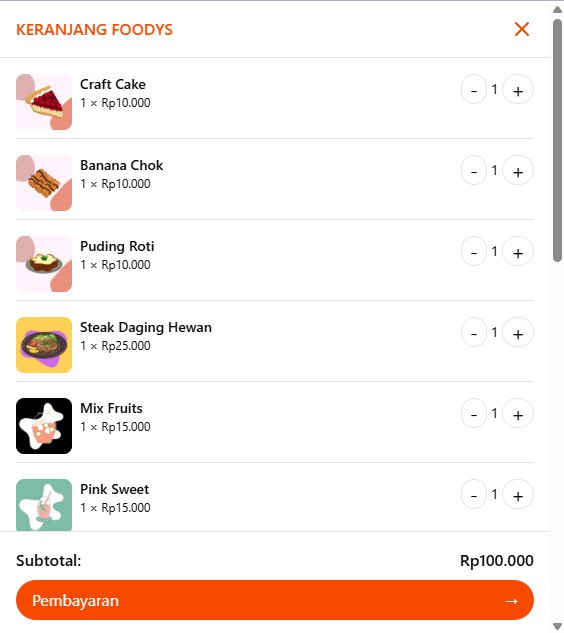 KERANJANG FOODYS ×
Craft Cake
1 × Rp10.000
- 1 +
Banana Chok
1 × Rp10.000
- 1 +
Puding Roti
1 × Rp10.000
- 1 +
Steak Daging Hewan
1 × Rp25.000
- 1 +
Mix Fruits
1 × Rp15.000
- 1 +
Pink Sweet
1 × Rp15.000
- 1 +
Subtotal: Rp100.000
Pembayaran →